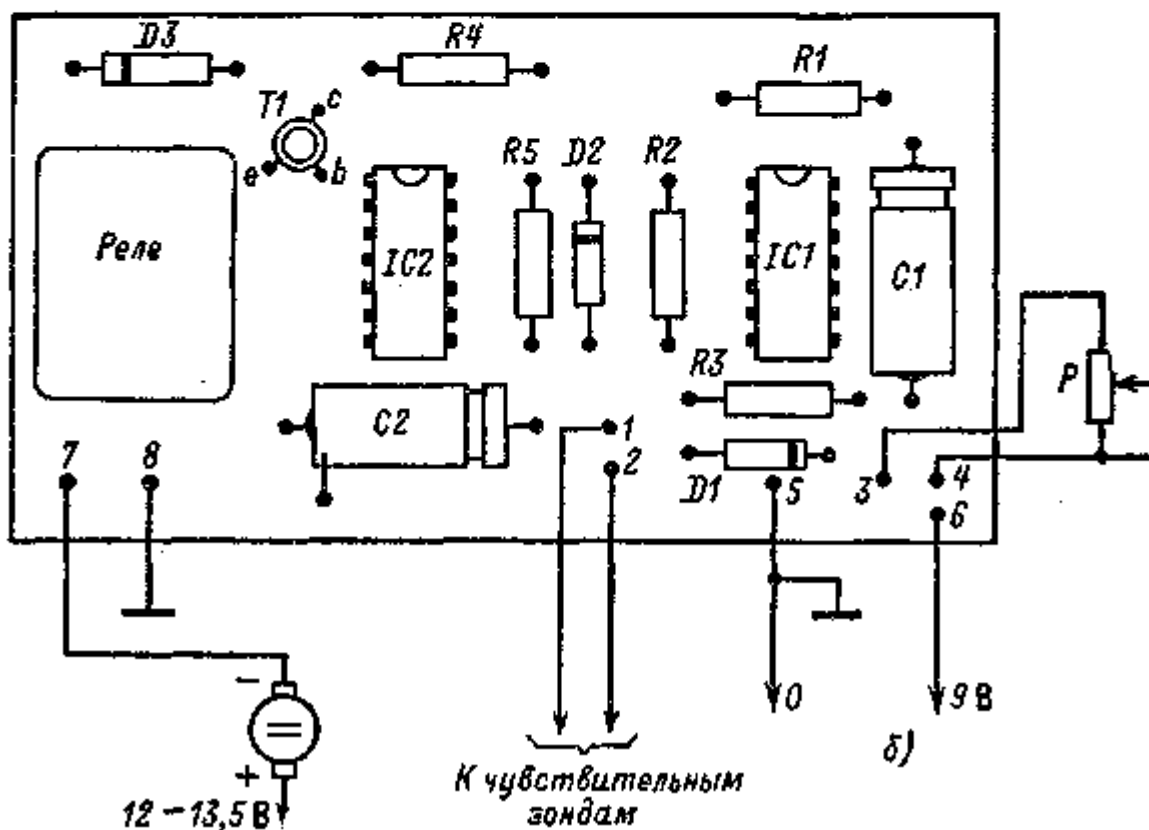 D3
R4
R1
T1
c
e
b
R5
D2
R2
Реле
IC2
IC1
C1
R3
P
C2
1
2
D1
5
3
4
6
7
8
-
+
12-13,5 В
0
9 В
б)
К чувствительным
зондам